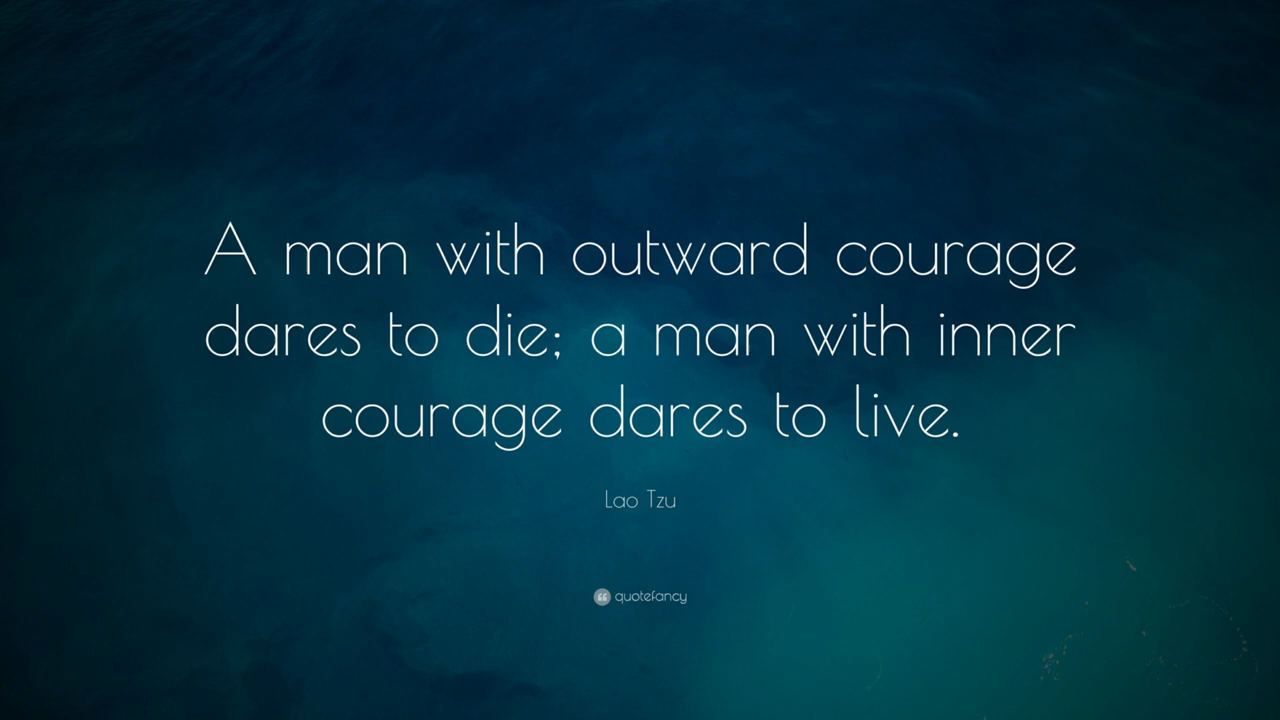 A man with outward courage
dares to die; a man with inner
courage dares to live.
Lao Tzu
quotefancy